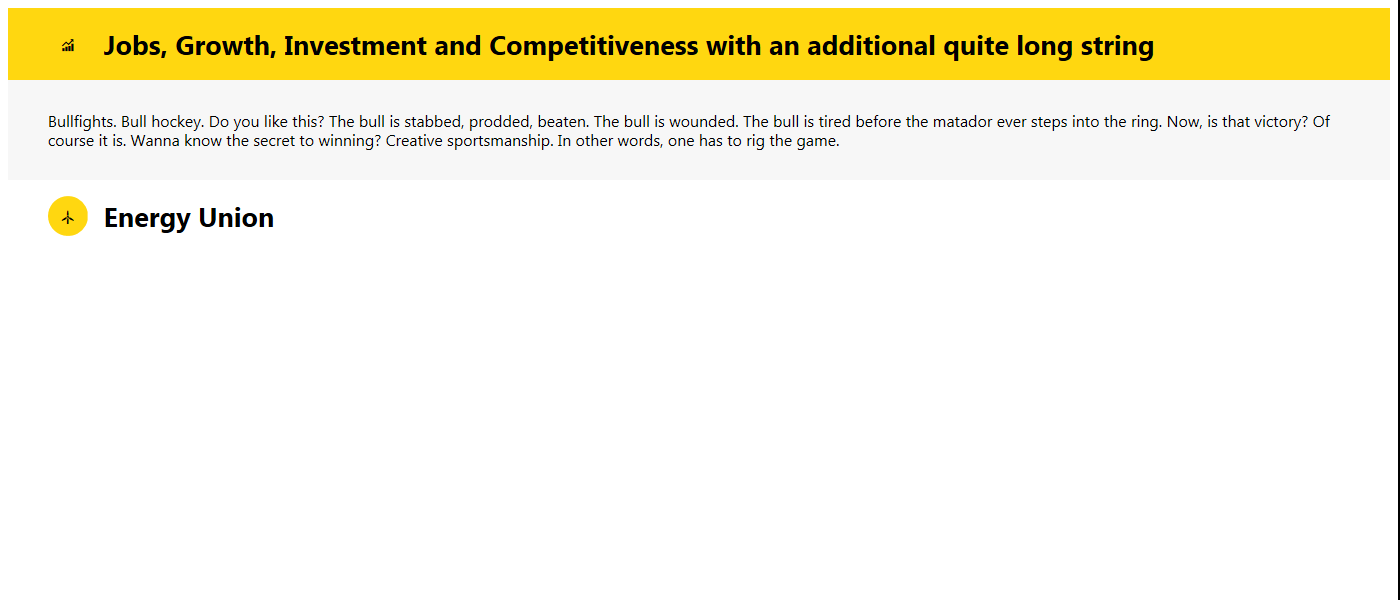 Jobs, Growth, Investment and Competitiveness with an additional quite long string
Bullfights. Bull hockey. Do you like this? The bull is stabbed, prodded, beaten. The bull is wounded. The bull is tired before the matador ever steps into the ring. Now, is that victory? Of
course it is. Wanna know the secret to winning? Creative sportsmanship. In other words, one has to rig the game.
Energy Union